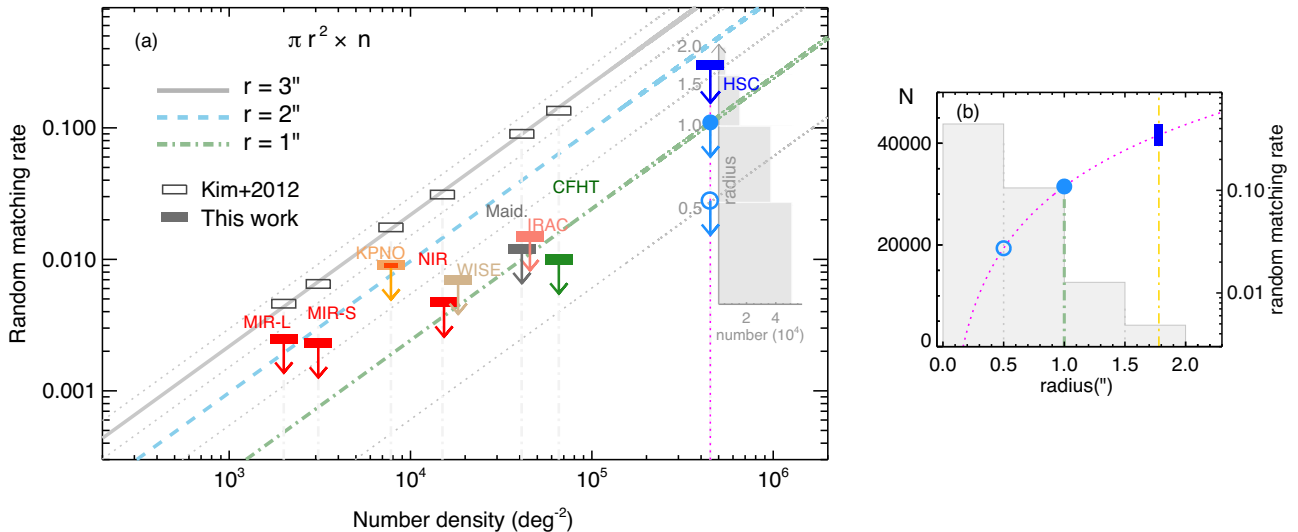 (a)
π r² × n
r = 3"
r = 2"
r = 1"
Kim+2012
This work
MIR-L
MIR-S
KPNO
NIR
WISE
Maid.
IRAC
CFHT
HSC
2.0
1.5
1.0
0.5
radius
2 4
number (10⁴)
0.100
0.010
0.001
Random matching rate
10³ 10⁴ 10⁵ 10⁶
Number density (deg⁻²)
N
(b)
40000
20000
0
0.10
0.01
random matching rate
0.0 0.5 1.0 1.5 2.0
radius(")